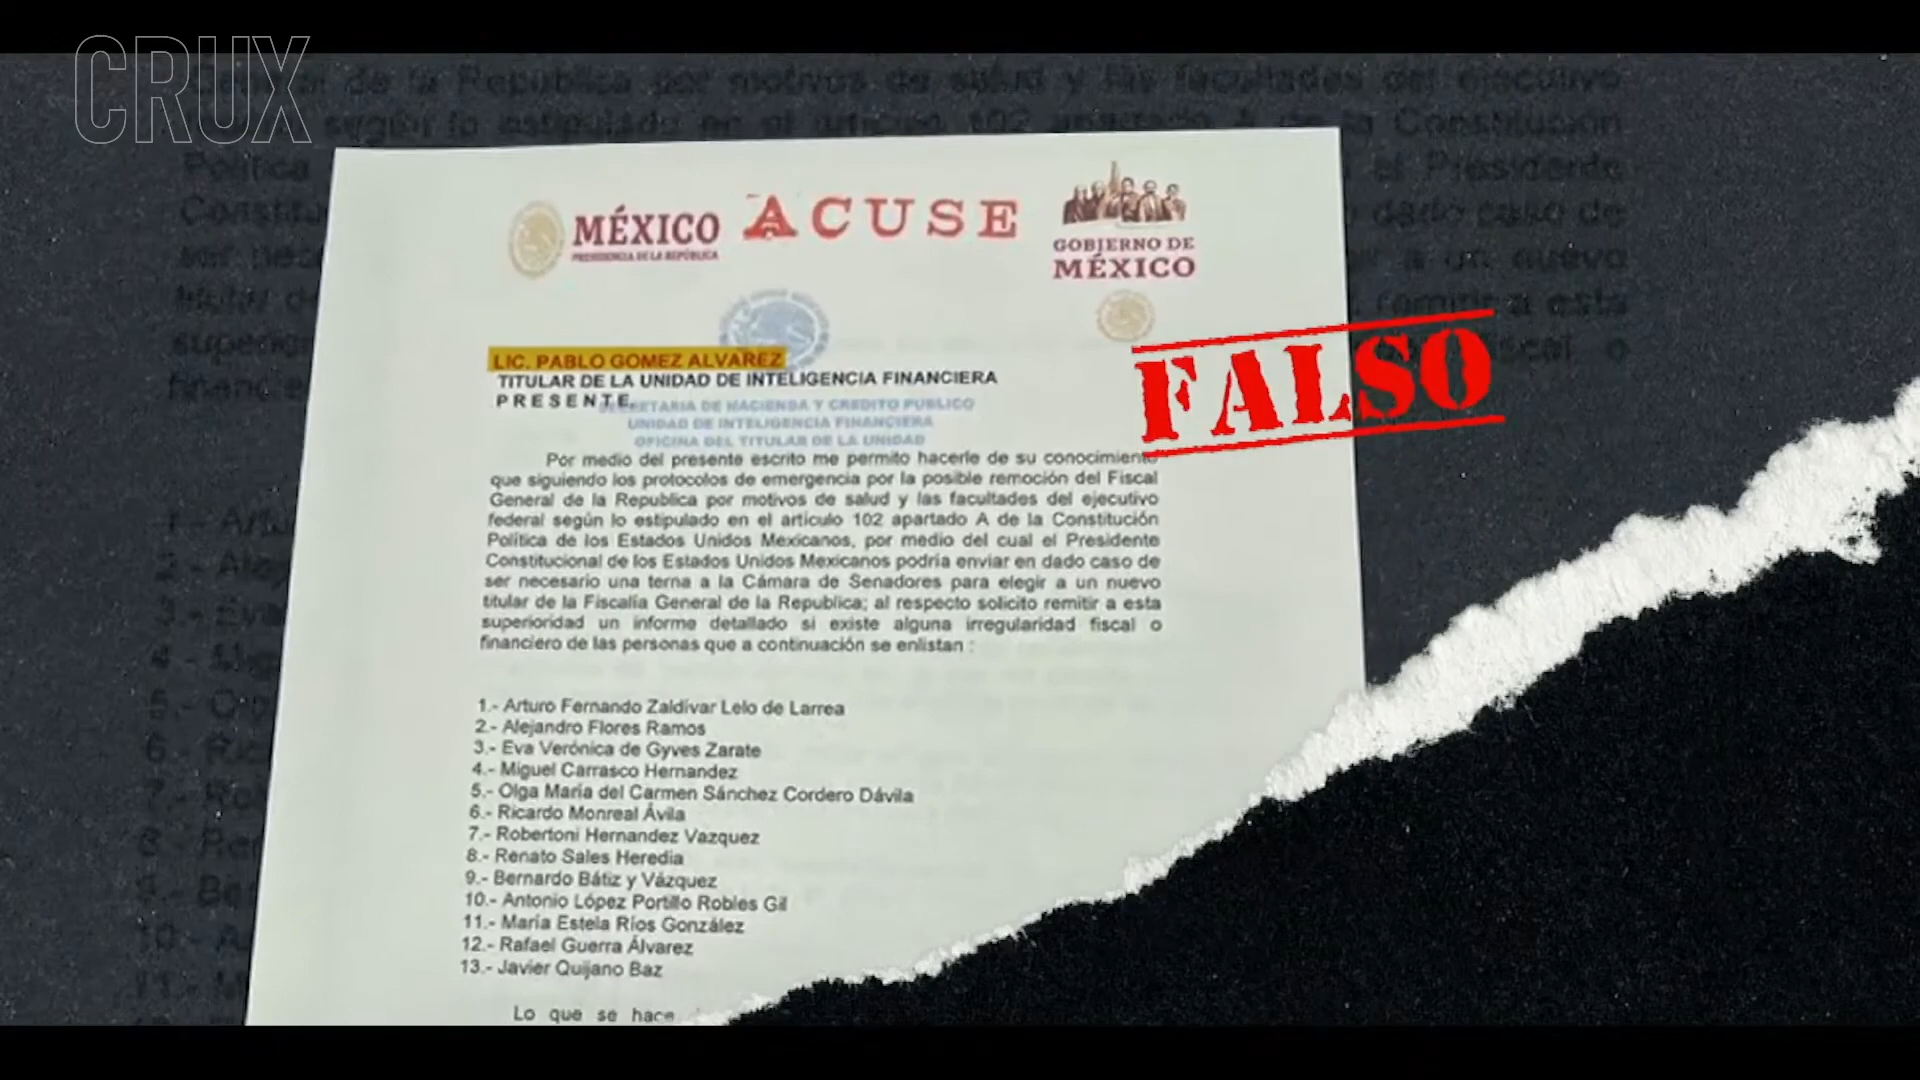 CRUX
MÉXICO
PRESIDENCIA DE LA REPÚBLICA
ACUSE
GOBIERNO DE
MÉXICO
FALSO
LIC. PABLO GOMEZ ALVAREZ
TITULAR DE LA UNIDAD DE INTELIGENCIA FINANCIERA
PRESENTE.
SECRETARIA DE HACIENDA Y CREDITO PUBLICO
UNIDAD DE INTELIGENCIA FINANCIERA
OFICINA DEL TITULAR DE LA UNIDAD
Por medio del presente escrito me permito hacerle de su conocimiento
que siguiendo los protocolos de emergencia por la posible remoción del Fiscal
General de la Republica por motivos de salud y las facultades del ejecutivo
federal según lo estipulado en el articulo 102 apartado A de la Constitución
Política de los Estados Unidos Mexicanos, por medio del cual el Presidente
Constitucional de los Estados Unidos Mexicanos podría enviar en dado caso de
ser necesario una terna a la Cámara de Senadores para elegir a un nuevo
titular de la Fiscalía General de la Republica; al respecto solicito remitir a esta
superioridad un informe detallado si existe alguna irregularidad fiscal o
financiero de las personas que a continuación se enlistan :
1.- Arturo Fernando Zaldívar Lelo de Larrea
2.- Alejandro Flores Ramos
3.- Eva Verónica de Gyves Zarate
4.- Miguel Carrasco Hernandez
5.- Olga María del Carmen Sánchez Cordero Dávila
6.- Ricardo Monreal Ávila
7.- Robertoni Hernandez Vazquez
8.- Renato Sales Heredia
9.- Bernardo Bátiz y Vázquez
10.- Antonio López Portillo Robles Gil
11.- María Estela Ríos González
12.- Rafael Guerra Álvarez
13.- Javier Quijano Baz
Lo que se hace